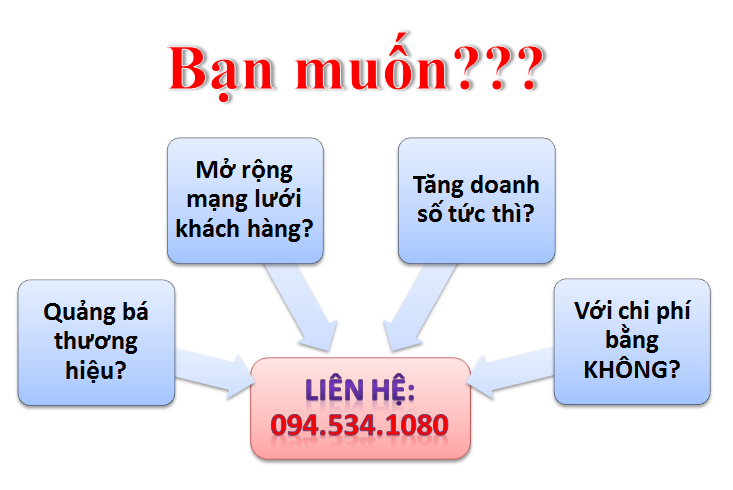 Bạn muốn???
Mở rộng
mạng lưới
khách hàng?
Tăng doanh
số tức thì?
Quảng bá
thương
hiệu?
Với chi phí
bằng
KHÔNG?
LIÊN HỆ:
094.534.1080